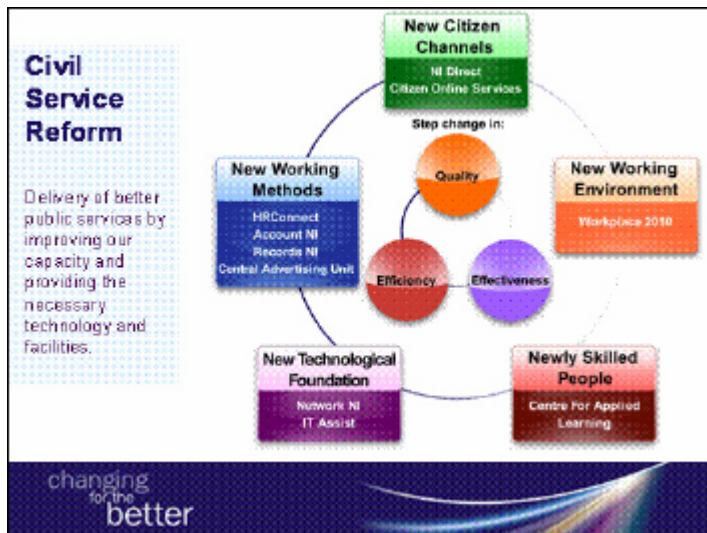 Civil
Service
Reform
Delivery of better
public services by
improving our
capacity and
providing the
necessary
technology and
facilities.
New Citizen
Channels
NI Direct
Citizen Online Services
Step change in:
Quality
Efficiency
Effectiveness
New Working
Methods
HRConnect
Account NI
Records NI
Central Advertising Unit
New Working
Environment
Workplace 2010
New Technological
Foundation
Network NI
IT Assist
Newly Skilled
People
Centre For Applied
Learning
changing
for the
better